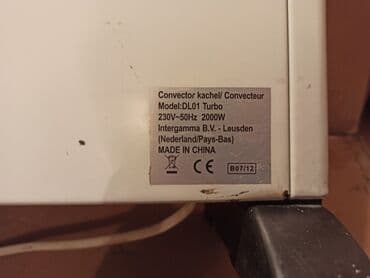 Convector kachel/ Convecteur
Model:DL01 Turbo
230V~50Hz 2000W
Intergamma B.V. - Leusden
(Nederland/Pays-Bas)
MADE IN CHINA
CE
B07/12